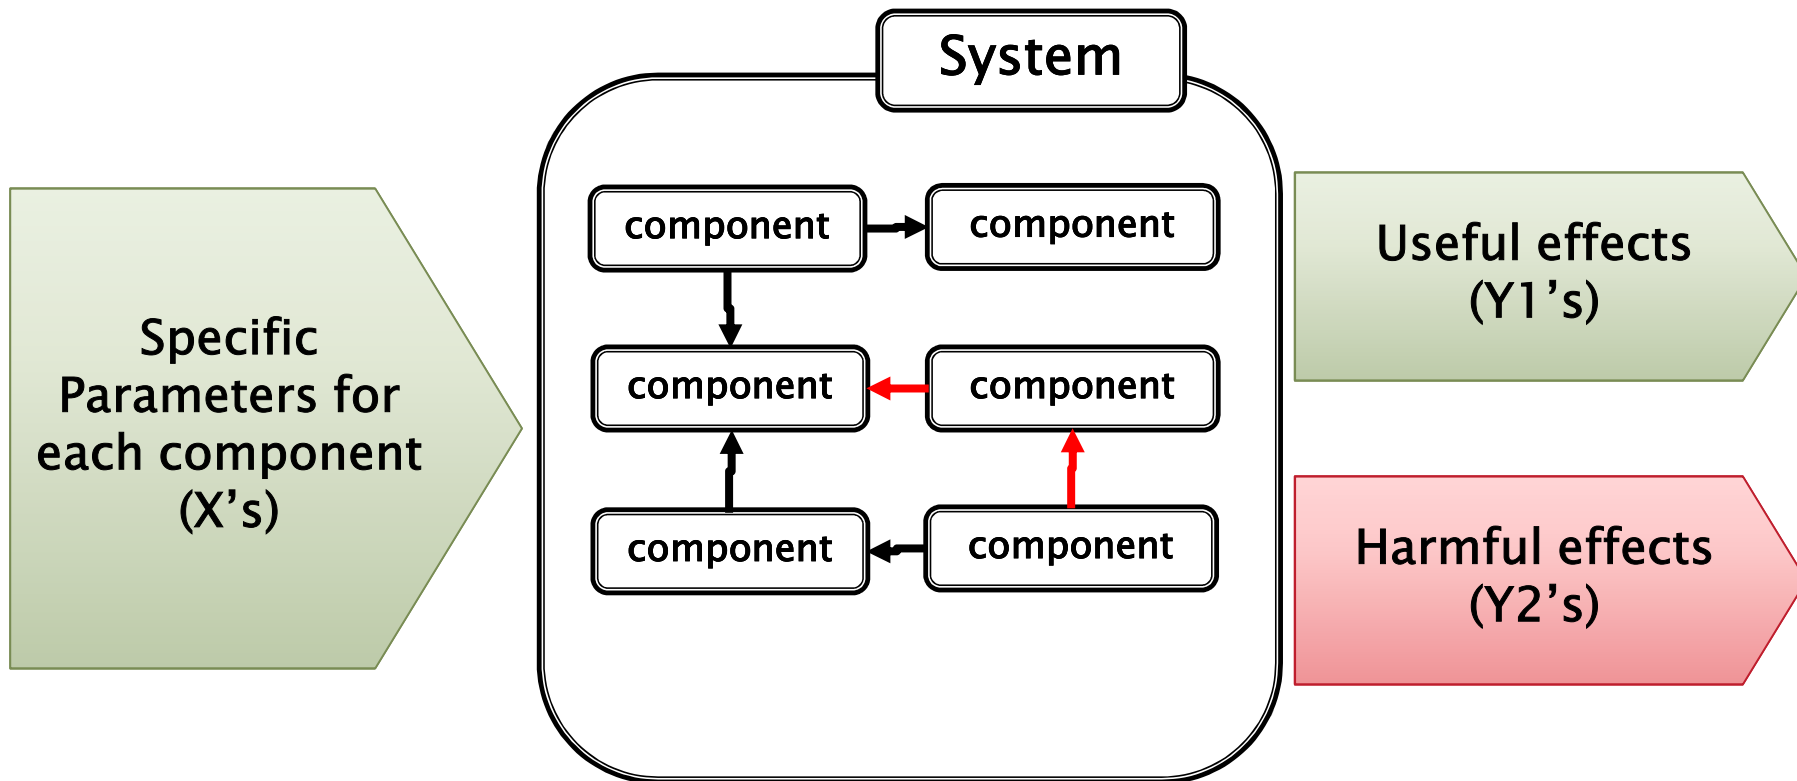 System
Specific
Parameters for
each component
(X’s)
component
component
component
component
component
component
Useful effects
(Y1’s)
Harmful effects
(Y2’s)